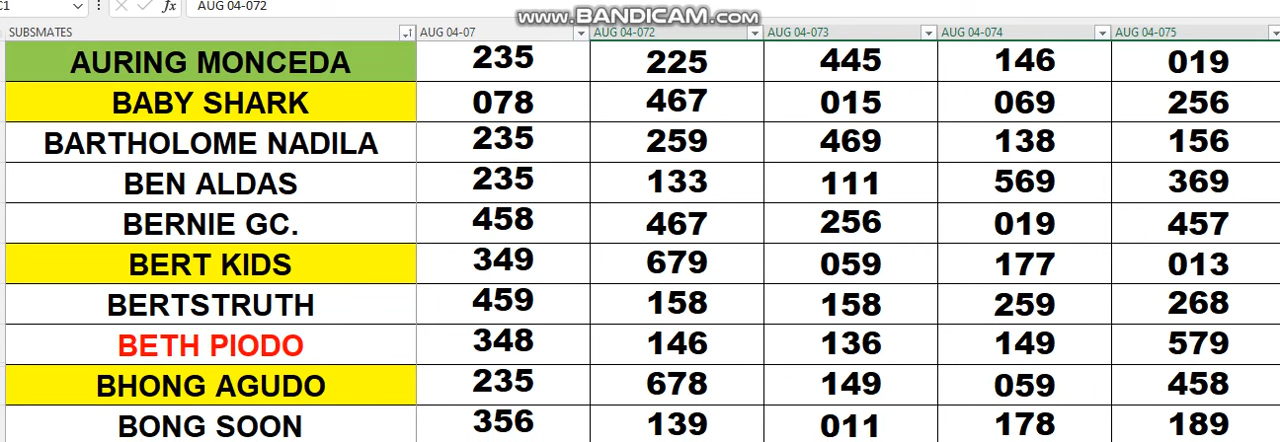 C1 AUG 04-072
www.BANDICAM.com
SUBSMATES AUG 04-07 AUG 04-072 AUG 04-073 AUG 04-074 AUG 04-075
AURING MONCEDA 235 225 445 146 019
BABY SHARK 078 467 015 069 256
BARTHOLOME NADILA 235 259 469 138 156
BEN ALDAS 235 133 111 569 369
BERNIE GC. 458 467 256 019 457
BERT KIDS 349 679 059 177 013
BERTSTRUTH 459 158 158 259 268
BETH PIODO 348 146 136 149 579
BHONG AGUDO 235 678 149 059 458
BONG SOON 356 139 011 178 189